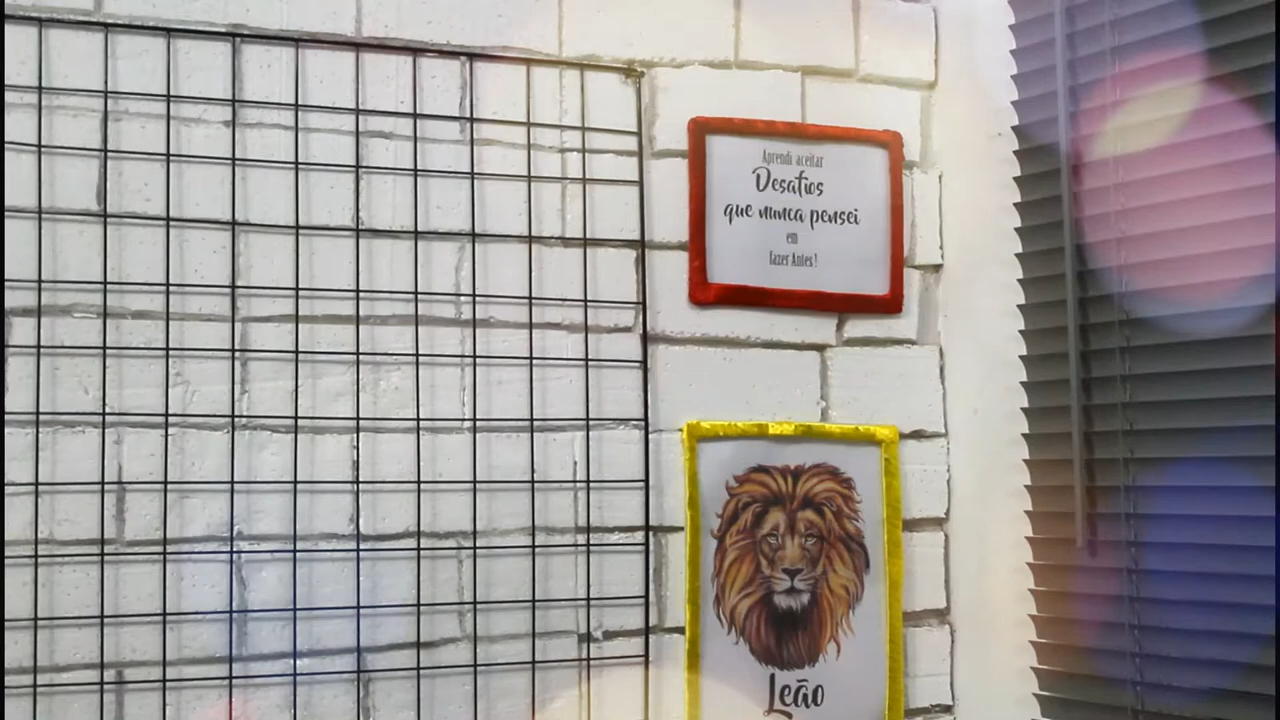 Aprendi aceitar
Desafios
que nunca pensei
em
fazer Antes!
Leão